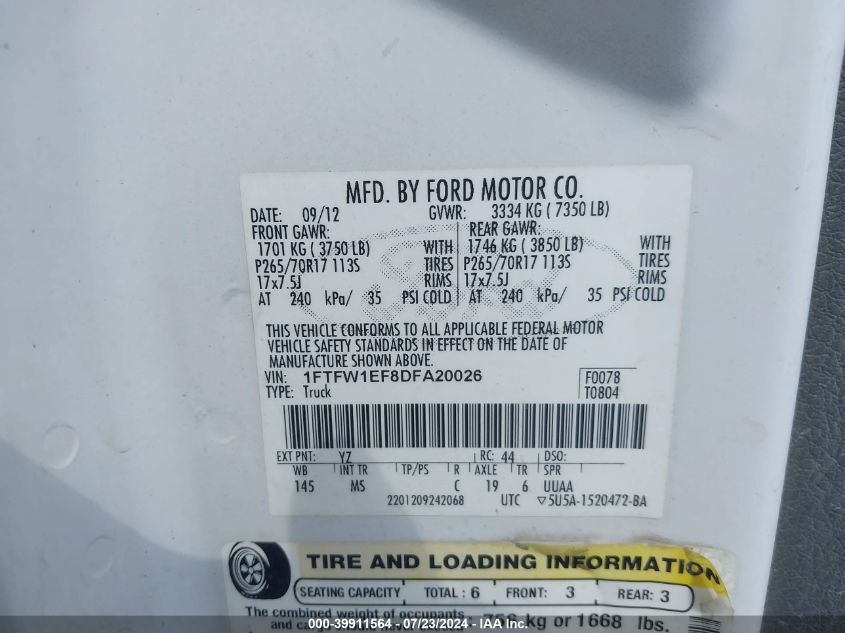 MFD. BY FORD MOTOR CO.
DATE: 09/12 GVWR: 3334 KG ( 7350 LB)
FRONT GAWR: REAR GAWR:
1701 KG ( 3750 LB) WITH 1746 KG ( 3850 LB) WITH
P265/70R17 113S TIRES P265/70R17 113S TIRES
17x7.5J RIMS 17x7.5J RIMS
AT 240 kPa/ 35 PSI COLD AT 240 kPa/ 35 PSI COLD
THIS VEHICLE CONFORMS TO ALL APPLICABLE FEDERAL MOTOR
VEHICLE SAFETY STANDARDS IN EFFECT ON THE DATE OF
MANUFACTURE SHOWN ABOVE.
VIN: 1FTFW1EF8DFA20026 F0078
TYPE: Truck T0804
EXT PNT: YZ RC: 44 DSO:
WB INT TR TP/PS R AXLE TR SPR
145 MS C 19 6 UUAA
2201209242068 UTC ▽5U5A-1520472-BA
TIRE AND LOADING INFORMATION
SEATING CAPACITY TOTAL : 6 FRONT: 3 REAR: 3
The combined weight of occupants
and kg or 1668 lbs.
000-39911564 - 07/23/2024 - IAA Inc.